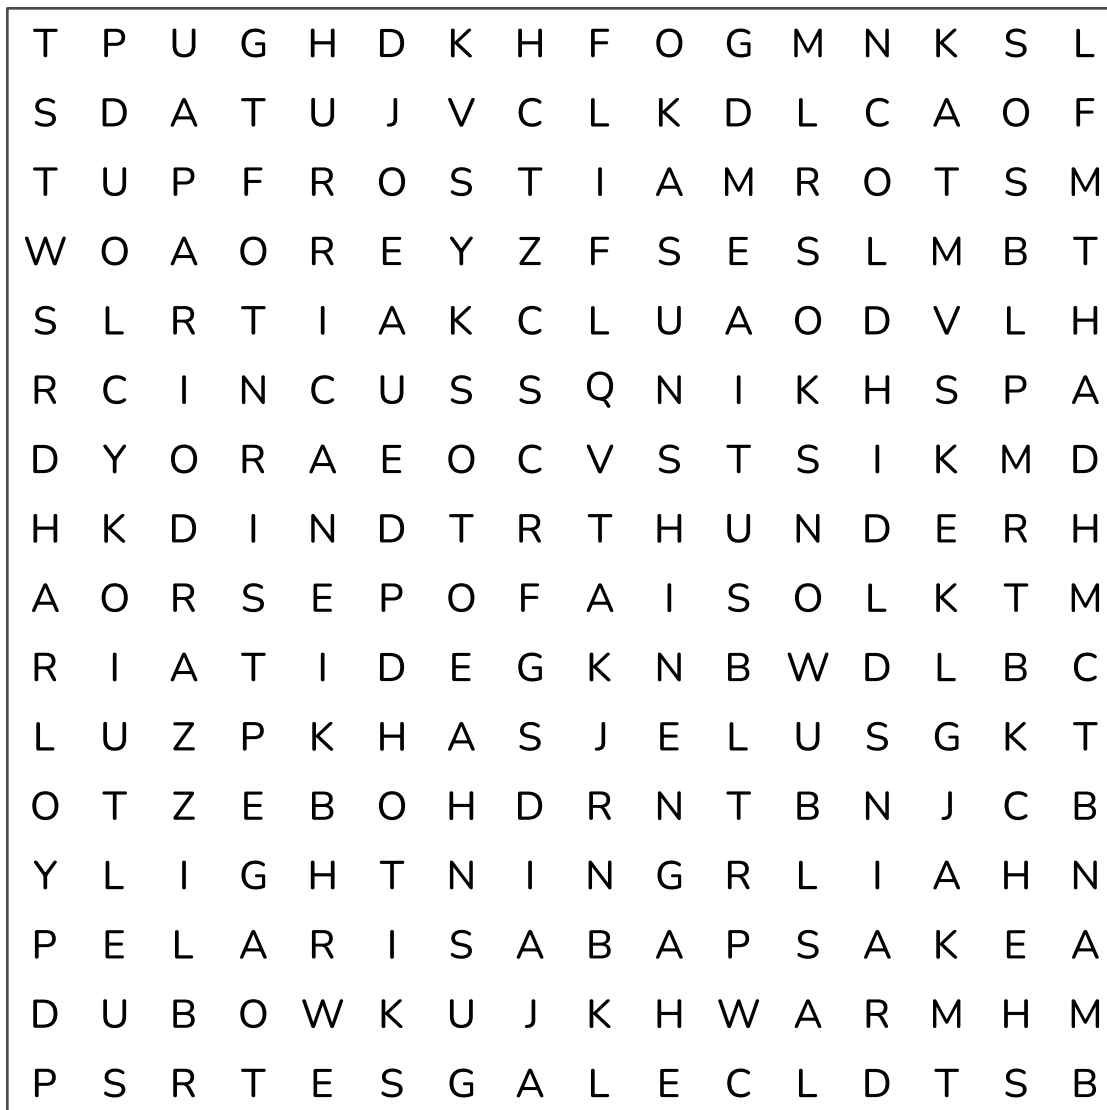 T P U G H D K H F O G M N K S L
S D A T U J V C L K D L C A O F
T U P F R O S T I A M R O T S M
W O A O R E Y Z F S E S L M B T
S L R T I A K C L U A O D V L H
R C I N C U S S Q N I K H S P A
D Y O R A E O C V S T S I K M D
H K D I N D T R T H U N D E R H
A O R S E P O F A I S O L K T M
R I A T I D E G K N B W D L B C
L U Z P K H A S J E L U S G K T
O T Z E B O H D R N T B N J C B
Y L I G H T N I N G R L I A H N
P E L A R I S A B A P S A K E A
D U B O W K U J K H W A R M H M
P S R T E S G A L E C L D T S B